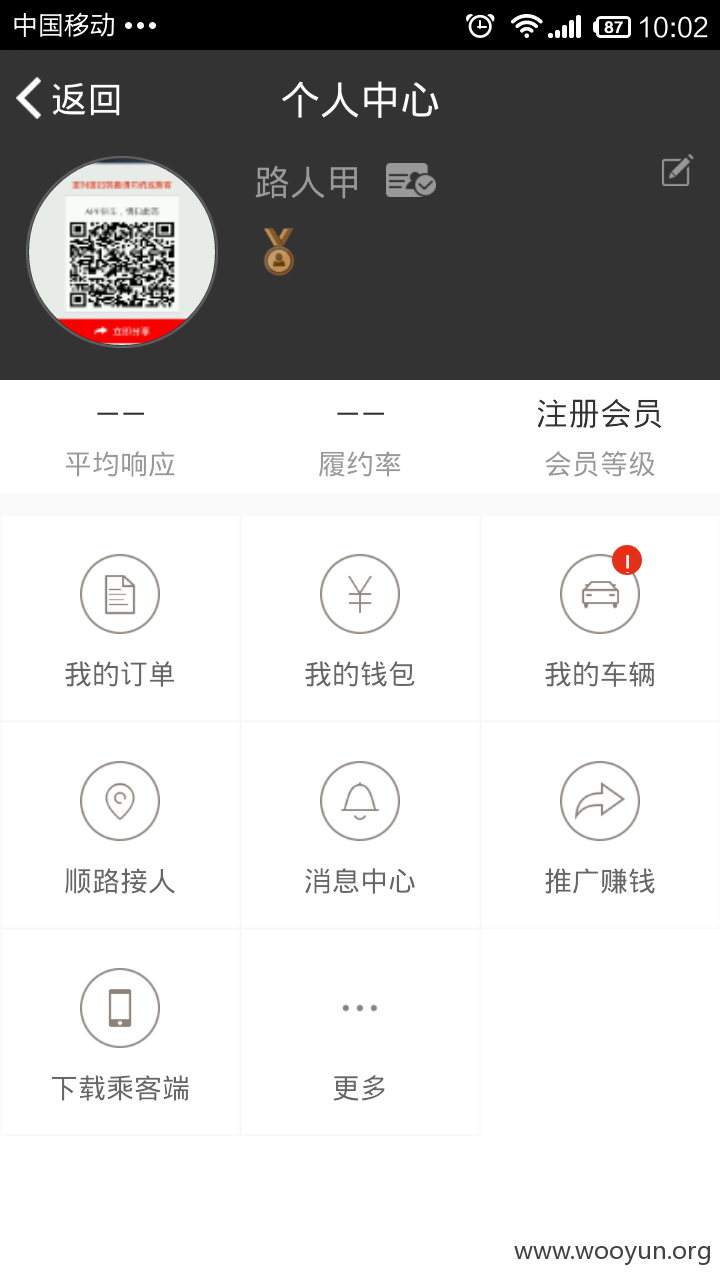 中国移动 •••
87
10:02
返回
个人中心
路人甲
立即分享
—— —— 注册会员
平均响应 履约率 会员等级
我的订单 我的钱包 我的车辆
顺路接人 消息中心 推广赚钱
下载乘客端 更多
www.wooyun.org